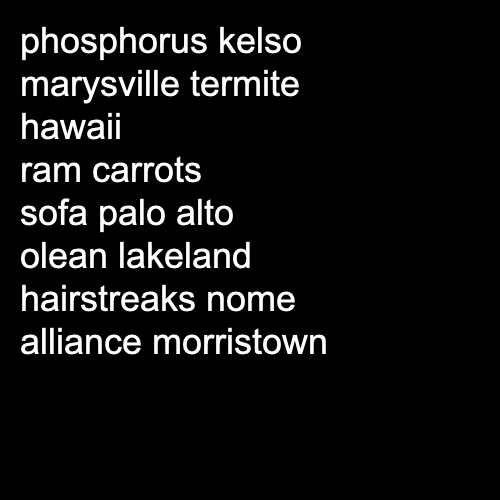 phosphorus kelso
marysville termite
hawaii
ram carrots
sofa palo alto
olean lakeland
hairstreaks nome
alliance morristown